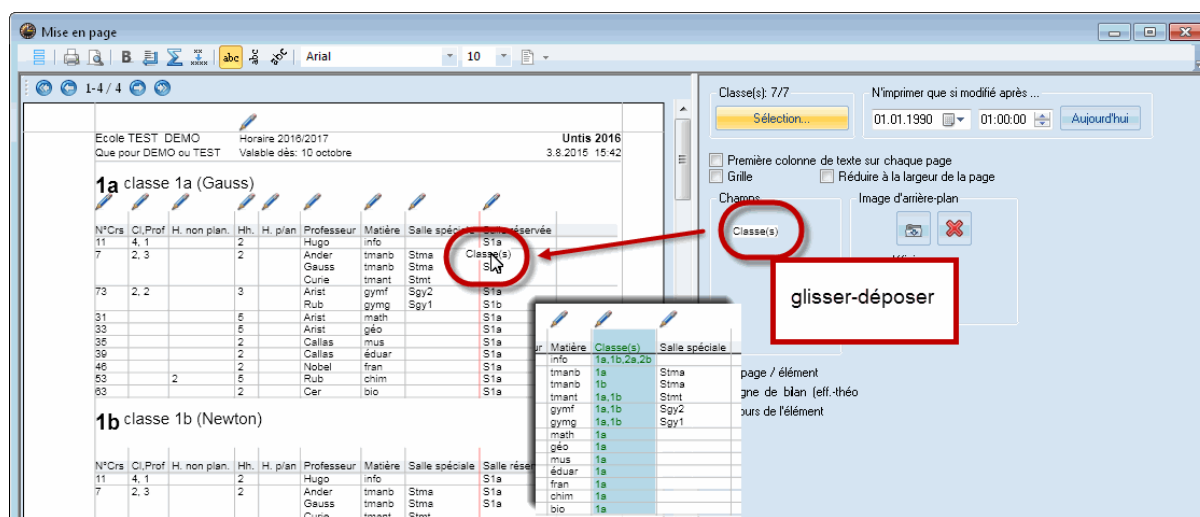 Mise en page
B abc abc abc Arial 10
1-4 / 4
Ecole TEST DEMO Horaire 2016/2017 Untis 2016
Que pour DEMO ou TEST Valable dès: 10 octobre 3.8.2015 15:42
1a classe 1a (Gauss)
N°Crs Cl,Prof H. non plan. Hh. H. p/an Professeur Matière Salle spéciale Salle réservée
11 4, 1 2 Hugo info S1a
7 2, 3 2 Ander tmanb Stma Classe(s)
Gauss tmanb Stma
Curie tmant Stmt
73 2, 2 3 Arist gymf Sgy2 S1a
Rub gymg Sgy1 S1b
31 5 Arist math S1a
33 5 Arist géo S1a
35 2 Callas mus S1a
39 2 Callas éduar S1a
46 2 Nobel fran S1a
53 2 5 Rub chim S1a
63 2 Cer bio S1a
1b classe 1b (Newton)
N°Crs Cl,Prof H. non plan. Hh. H. p/an Professeur Matière Salle spéciale
11 4, 1 2 Hugo info S1a
7 2, 3 2 Ander tmanb Stma S1a
Gauss tmanb Stma S1a
Curie tmant Stmt
Matière Classe(s) Salle spéciale
info 1a,1b,2a,2b
tmanb 1a Stma
tmanb 1b Stma
tmant 1a,1b Stmt
gymf 1a,1b Sgy2
gymg 1a,1b Sgy1
math 1a
géo 1a
mus 1a
éduar 1a
fran 1a
chim 1a
bio 1a
Classe(s): 7/7
Sélection...
N'imprimer que si modifié après ...
01.01.1990 01:00:00 Aujourd'hui
Première colonne de texte sur chaque page
Grille Réduire à la largeur de la page
Champs Image d'arrière-plan
Classe(s)
glisser-déposer
page / élément
gne de bilan (eff.-théo
ours de l'élément